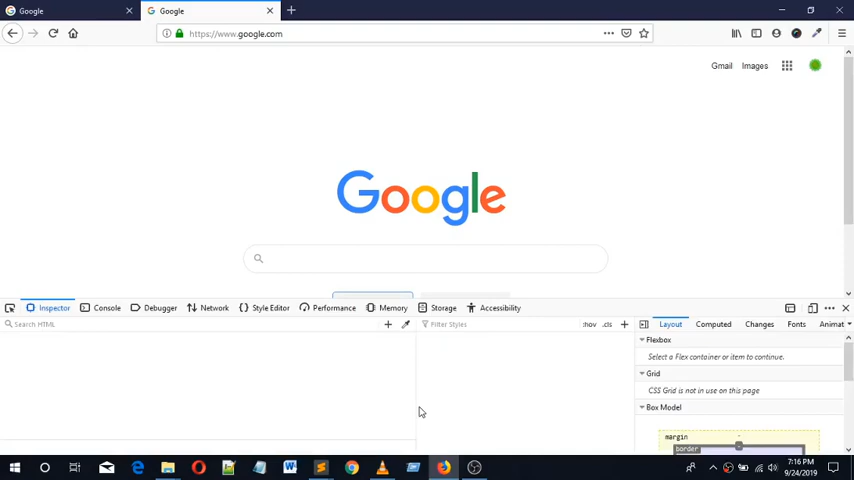 Google Google
https://www.google.com
Gmail Images
Google
Inspector Console Debugger Network Style Editor Performance Memory Storage Accessibility
Search HTML Filter Styles :hov .cls Layout Computed Changes Fonts Animat
Flexbox
Select a Flex container or item to continue.
Grid
CSS Grid is not in use on this page
Box Model
margin -
border -
7:16 PM
9/24/2019